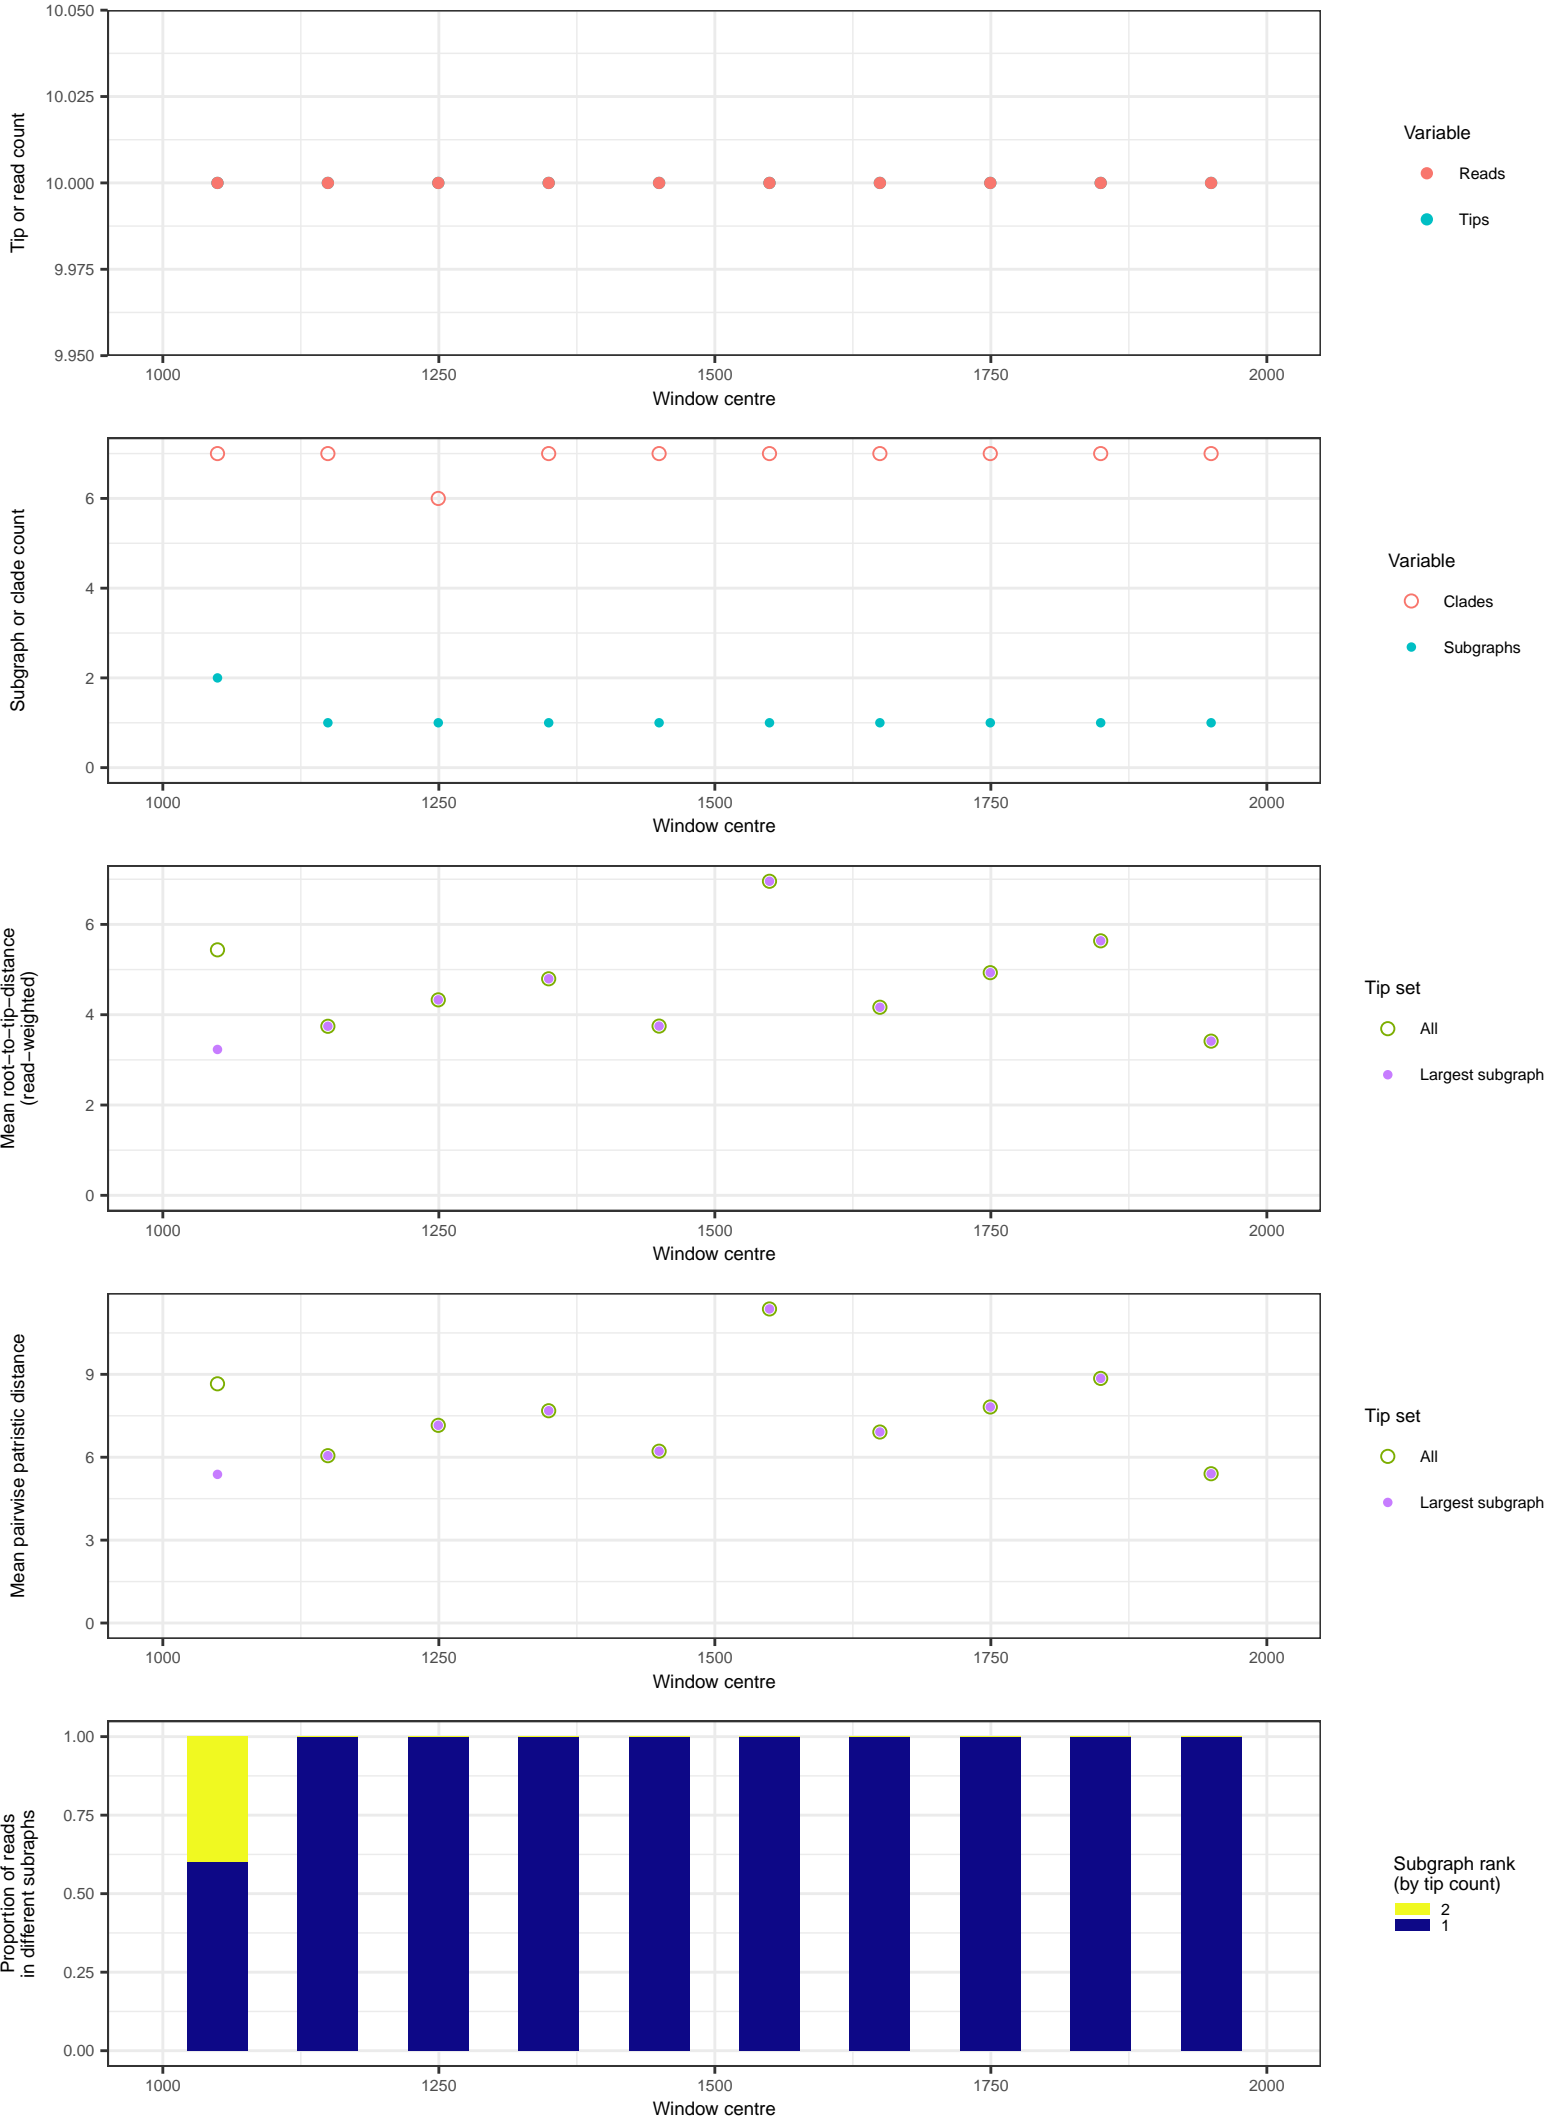 10.050
10.025
10.000
9.975
9.950
Tip or read count
1000
1250
1500
1750
2000
Window centre
Variable
Reads
Tips
6
4
2
0
Subgraph or clade count
1000
1250
1500
1750
2000
Window centre
Variable
Clades
Subgraphs
6
4
2
0
Mean root−to−tip−distance
(read−weighted)
1000
1250
1500
1750
2000
Window centre
Tip set
All
Largest subgraph
9
6
3
0
Mean pairwise patristic distance
1000
1250
1500
1750
2000
Window centre
Tip set
All
Largest subgraph
1.00
0.75
0.50
0.25
0.00
Proportion of reads
in different subraphs
1000
1250
1500
1750
2000
Window centre
Subgraph rank
(by tip count)
2
1